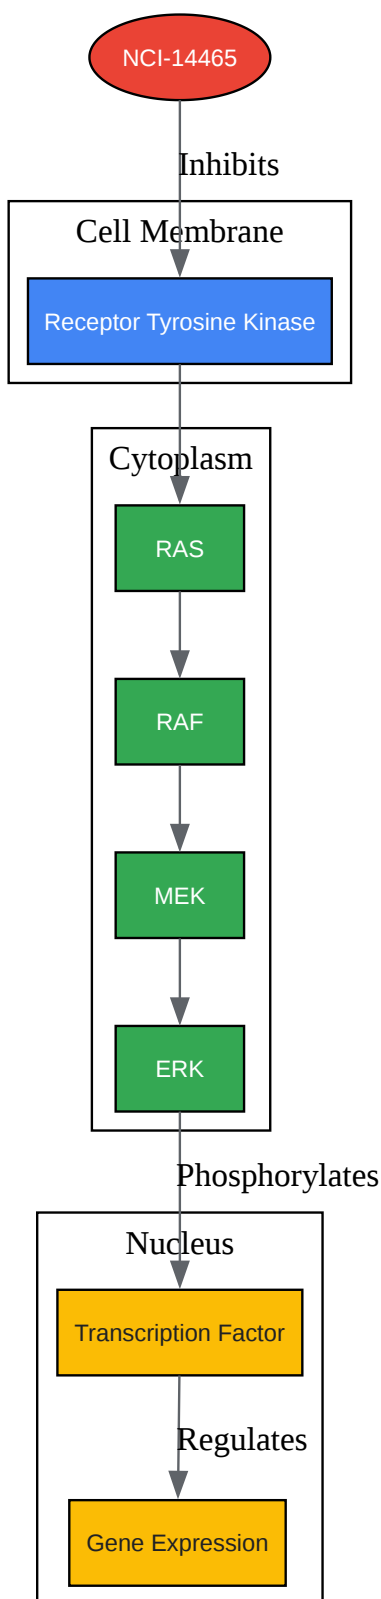 NCI-14465
Inhibits
Cell Membrane
Receptor Tyrosine Kinase
Cytoplasm
RAS
RAF
MEK
ERK
Phosphorylates
Nucleus
Transcription Factor
Regulates
Gene Expression